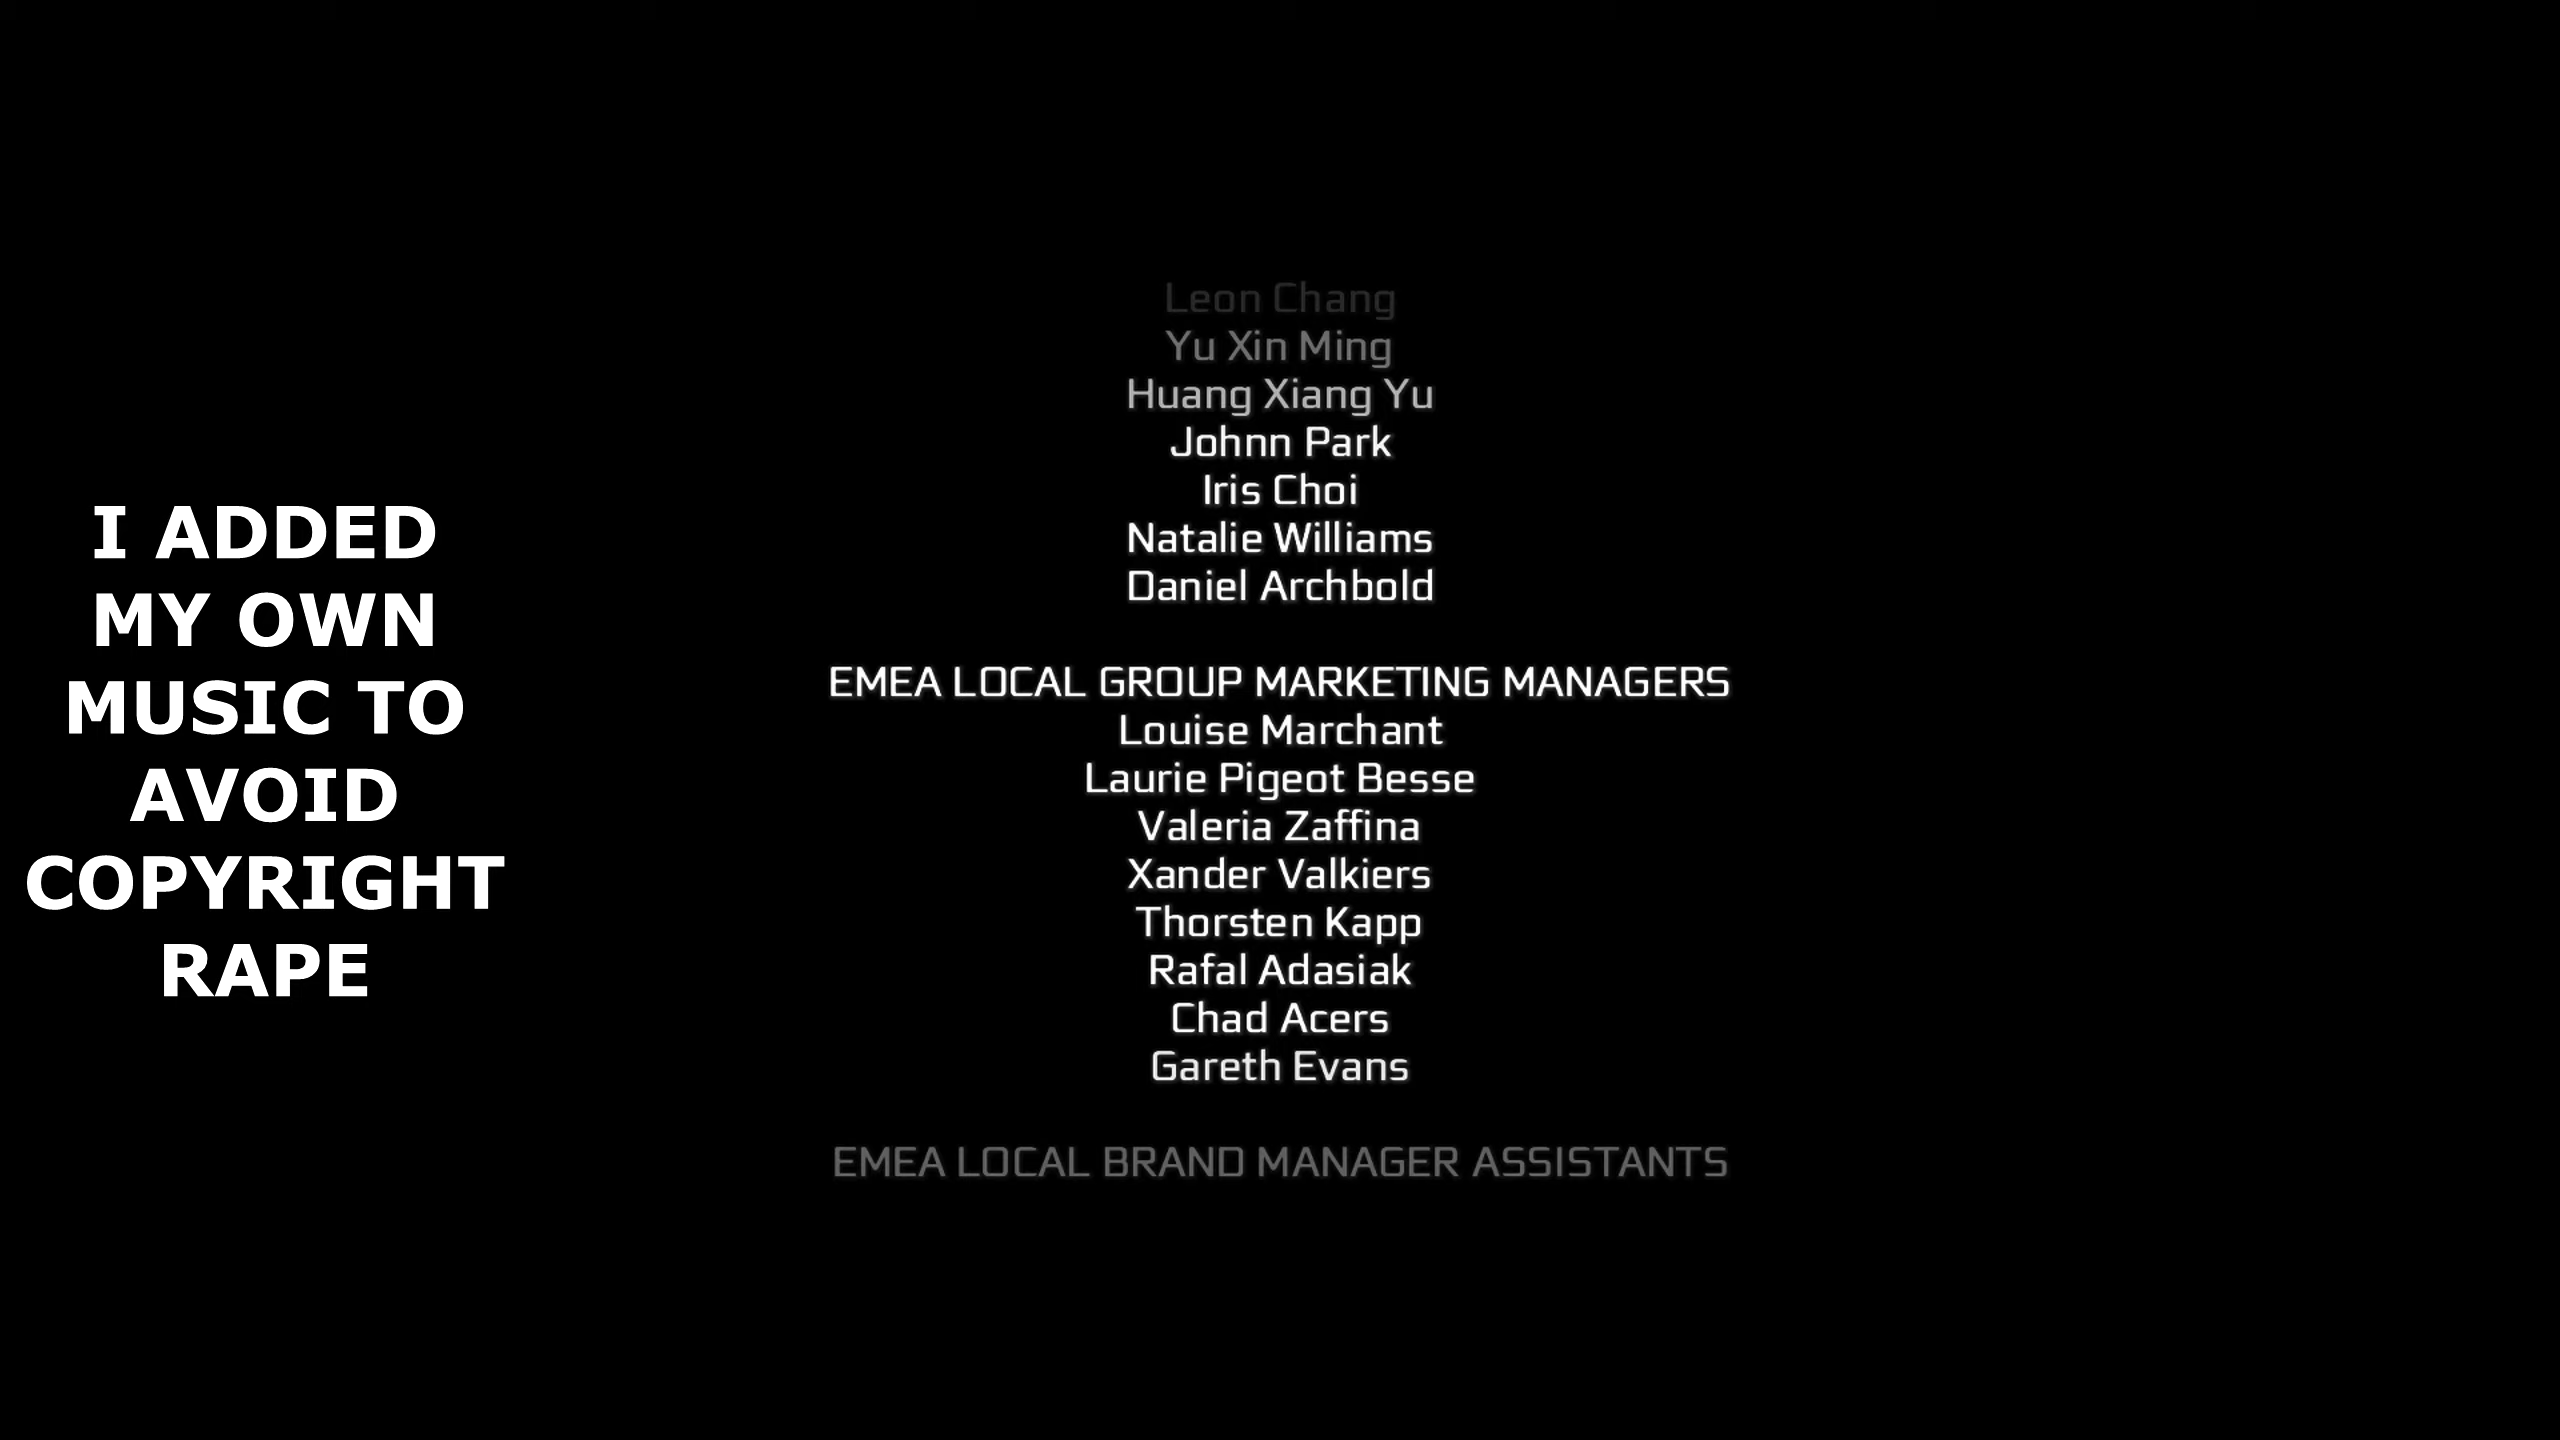 I ADDED
MY OWN
MUSIC TO
AVOID
COPYRIGHT
RAPE
Leon Chang
Yu Xin Ming
Huang Xiang Yu
Johnn Park
Iris Choi
Natalie Williams
Daniel Archbold
EMEA LOCAL GROUP MARKETING MANAGERS
Louise Marchant
Laurie Pigeot Besse
Valeria Zaffina
Xander Valkiers
Thorsten Kapp
Rafal Adasiak
Chad Acers
Gareth Evans
EMEA LOCAL BRAND MANAGER ASSISTANTS